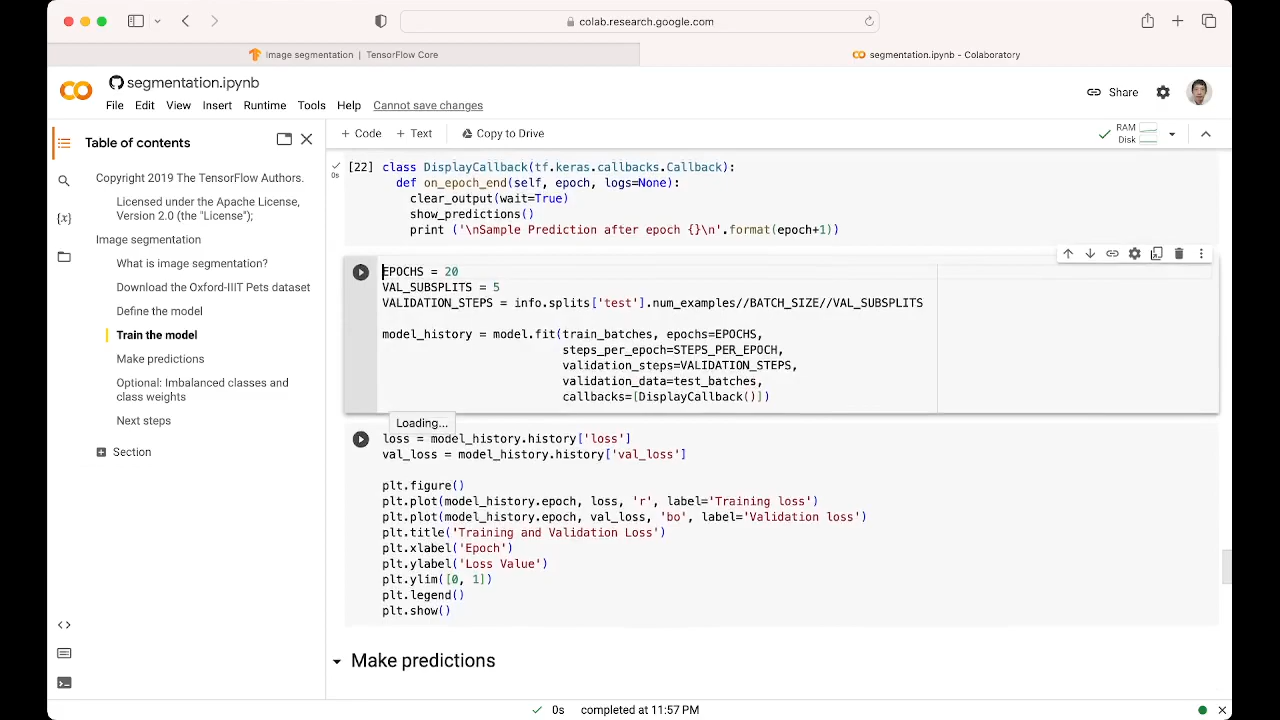 colab.research.google.com
Image segmentation | TensorFlow Core
segmentation.ipynb - Colaboratory
segmentation.ipynb
File Edit View Insert Runtime Tools Help Cannot save changes
Share
Table of contents
+ Code + Text Copy to Drive
RAM
Disk
Copyright 2019 The TensorFlow Authors.
Licensed under the Apache License,
Version 2.0 (the "License");
Image segmentation
What is image segmentation?
Download the Oxford-IIIT Pets dataset
Define the model
Train the model
Make predictions
Optional: Imbalanced classes and
class weights
Next steps
Section
0s
[22] class DisplayCallback(tf.keras.callbacks.Callback):
def on_epoch_end(self, epoch, logs=None):
clear_output(wait=True)
show_predictions()
print ('\nSample Prediction after epoch {}\n'.format(epoch+1))
EPOCHS = 20
VAL_SUBSPLITS = 5
VALIDATION_STEPS = info.splits['test'].num_examples//BATCH_SIZE//VAL_SUBSPLITS
model_history = model.fit(train_batches, epochs=EPOCHS,
steps_per_epoch=STEPS_PER_EPOCH,
validation_steps=VALIDATION_STEPS,
validation_data=test_batches,
callbacks=[DisplayCallback()])
Loading...
loss = model_history.history['loss']
val_loss = model_history.history['val_loss']
plt.figure()
plt.plot(model_history.epoch, loss, 'r', label='Training loss')
plt.plot(model_history.epoch, val_loss, 'bo', label='Validation loss')
plt.title('Training and Validation Loss')
plt.xlabel('Epoch')
plt.ylabel('Loss Value')
plt.ylim([0, 1])
plt.legend()
plt.show()
Make predictions
0s completed at 11:57 PM